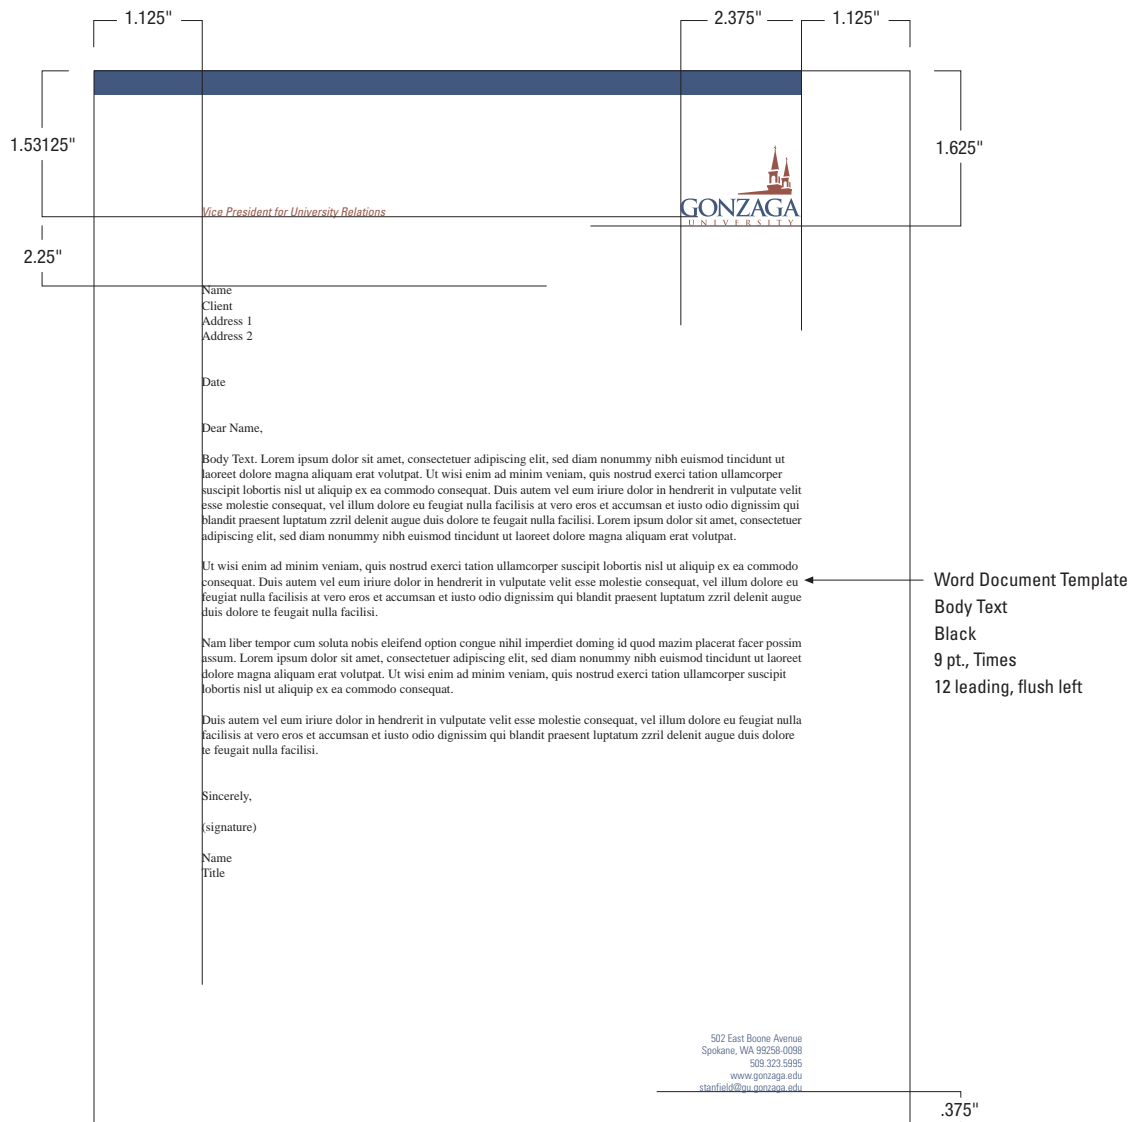 1.125"
2.375"
1.125"
1.53125"
1.625"
Vice President for University Relations
GONZAGA
UNIVERSITY
2.25"
Name
Client
Address 1
Address 2
Date
Dear Name,
Body Text. Lorem ipsum dolor sit amet, consectetuer adipiscing elit, sed diam nonummy nibh euismod tincidunt ut
laoreet dolore magna aliquam erat volutpat. Ut wisi enim ad minim veniam, quis nostrud exerci tation ullamcorper
suscipit lobortis nisl ut aliquip ex ea commodo consequat. Duis autem vel eum iriure dolor in hendrerit in vulputate velit
esse molestie consequat, vel illum dolore eu feugiat nulla facilisis at vero eros et accumsan et iusto odio dignissim qui
blandit praesent luptatum zzril delenit augue duis dolore te feugait nulla facilisi. Lorem ipsum dolor sit amet, consectetuer
adipiscing elit, sed diam nonummy nibh euismod tincidunt ut laoreet dolore magna aliquam erat volutpat.
Ut wisi enim ad minim veniam, quis nostrud exerci tation ullamcorper suscipit lobortis nisl ut aliquip ex ea commodo
consequat. Duis autem vel eum iriure dolor in hendrerit in vulputate velit esse molestie consequat, vel illum dolore eu
feugiat nulla facilisis at vero eros et accumsan et iusto odio dignissim qui blandit praesent luptatum zzril delenit augue
duis dolore te feugait nulla facilisi.
Nam liber tempor cum soluta nobis eleifend option congue nihil imperdiet doming id quod mazim placerat facer possim
assum. Lorem ipsum dolor sit amet, consectetuer adipiscing elit, sed diam nonummy nibh euismod tincidunt ut laoreet
dolore magna aliquam erat volutpat. Ut wisi enim ad minim veniam, quis nostrud exerci tation ullamcorper suscipit
lobortis nisl ut aliquip ex ea commodo consequat.
Duis autem vel eum iriure dolor in hendrerit in vulputate velit esse molestie consequat, vel illum dolore eu feugiat nulla
facilisis at vero eros et accumsan et iusto odio dignissim qui blandit praesent luptatum zzril delenit augue duis dolore
te feugait nulla facilisi.
Sincerely,
(signature)
Name
Title
Word Document Template
Body Text
Black
9 pt., Times
12 leading, flush left
502 East Boone Avenue
Spokane, WA 99258-0098
509.323.5995
www.gonzaga.edu
stanfield@gu.gonzaga.edu
.375"